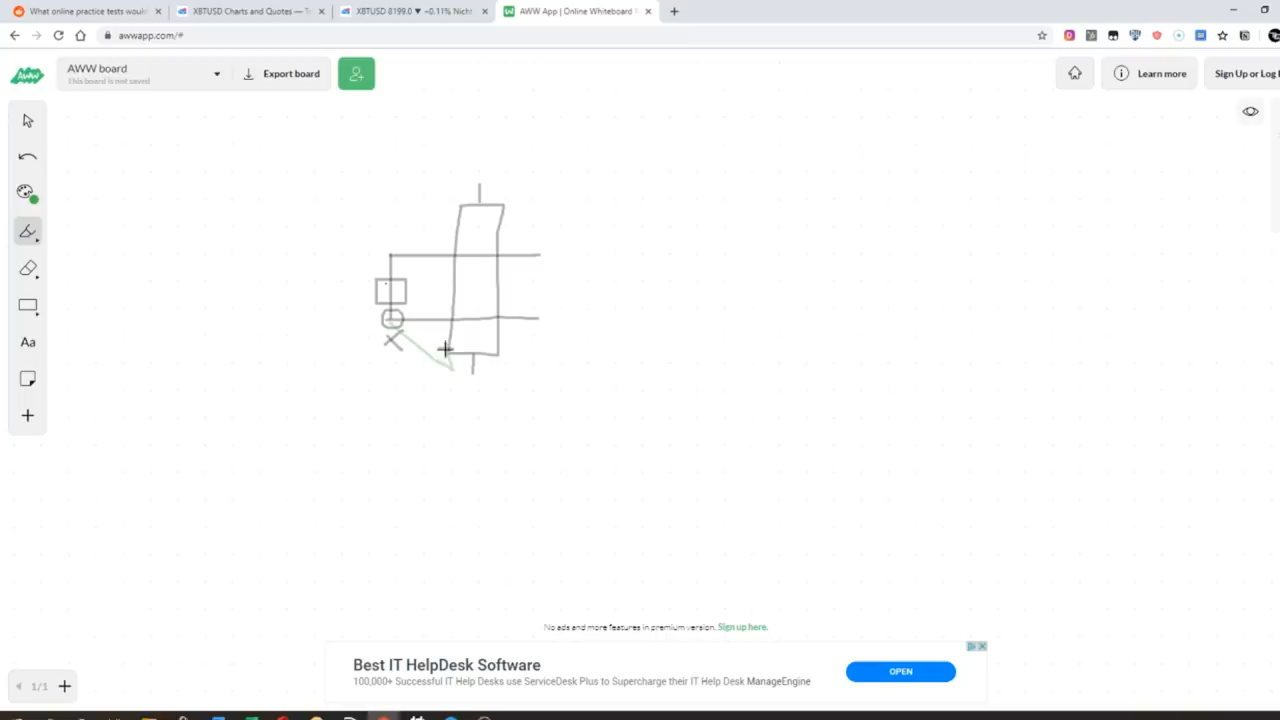 What online practice tests would
XBTUSD Charts and Quotes — Tr
XBTUSD 8199.0 ▼ −0.11% Nicht
AWW App | Online Whiteboard
awwapp.com/#
AWW
AWW board
This board is not saved
Export board
Learn more
Sign Up or Log I
Aa
No ads and more features in premium version. Sign up here.
Best IT HelpDesk Software
100,000+ Successful IT Help Desks use ServiceDesk Plus to Supercharge their IT Help Desk ManageEngine
OPEN
1/1